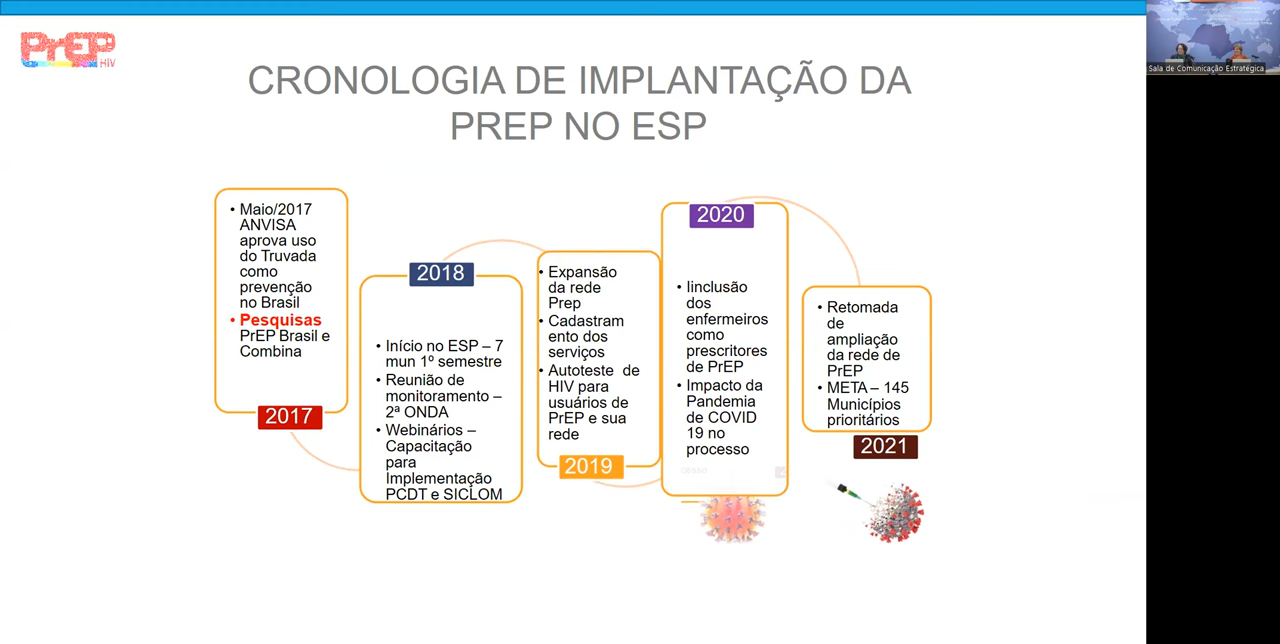 PrEP
HIV
Sala de Comunicação Estratégica
CRONOLOGIA DE IMPLANTAÇÃO DA
PREP NO ESP
• Maio/2017
ANVISA
aprova uso
do Truvada
como
prevenção
no Brasil
• Pesquisas
PrEP Brasil e
Combina
2017
2018
• Início no ESP – 7
mun 1º semestre
• Reunião de
monitoramento –
2ª ONDA
• Webinários –
Capacitação
para
Implementação
PCDT e SICLOM
• Expansão
da rede
Prep
• Cadastram
ento dos
serviços
• Autoteste de
HIV para
usuários de
PrEP e sua
rede
2019
2020
• Iinclusão
dos
enfermeiros
como
prescritores
de PrEP
• Impacto da
Pandemia
de COVID
19 no
processo
• Retomada
de
ampliação
da rede de
PrEP
• META – 145
Municípios
prioritários
2021